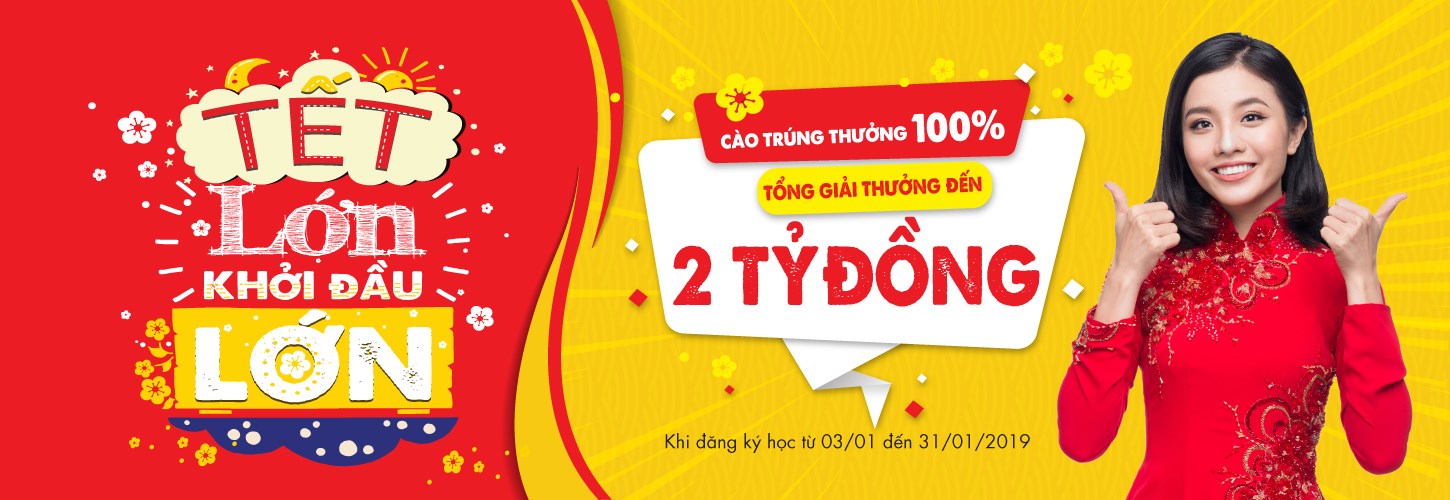 TẾT
Lớn
KHỞI ĐẦU
LỚN
CÀO TRÚNG THƯỞNG 100%
TỔNG GIẢI THƯỞNG ĐẾN
2 TỶ ĐỒNG
Khi đăng ký học từ 03/01 đến 31/01/2019